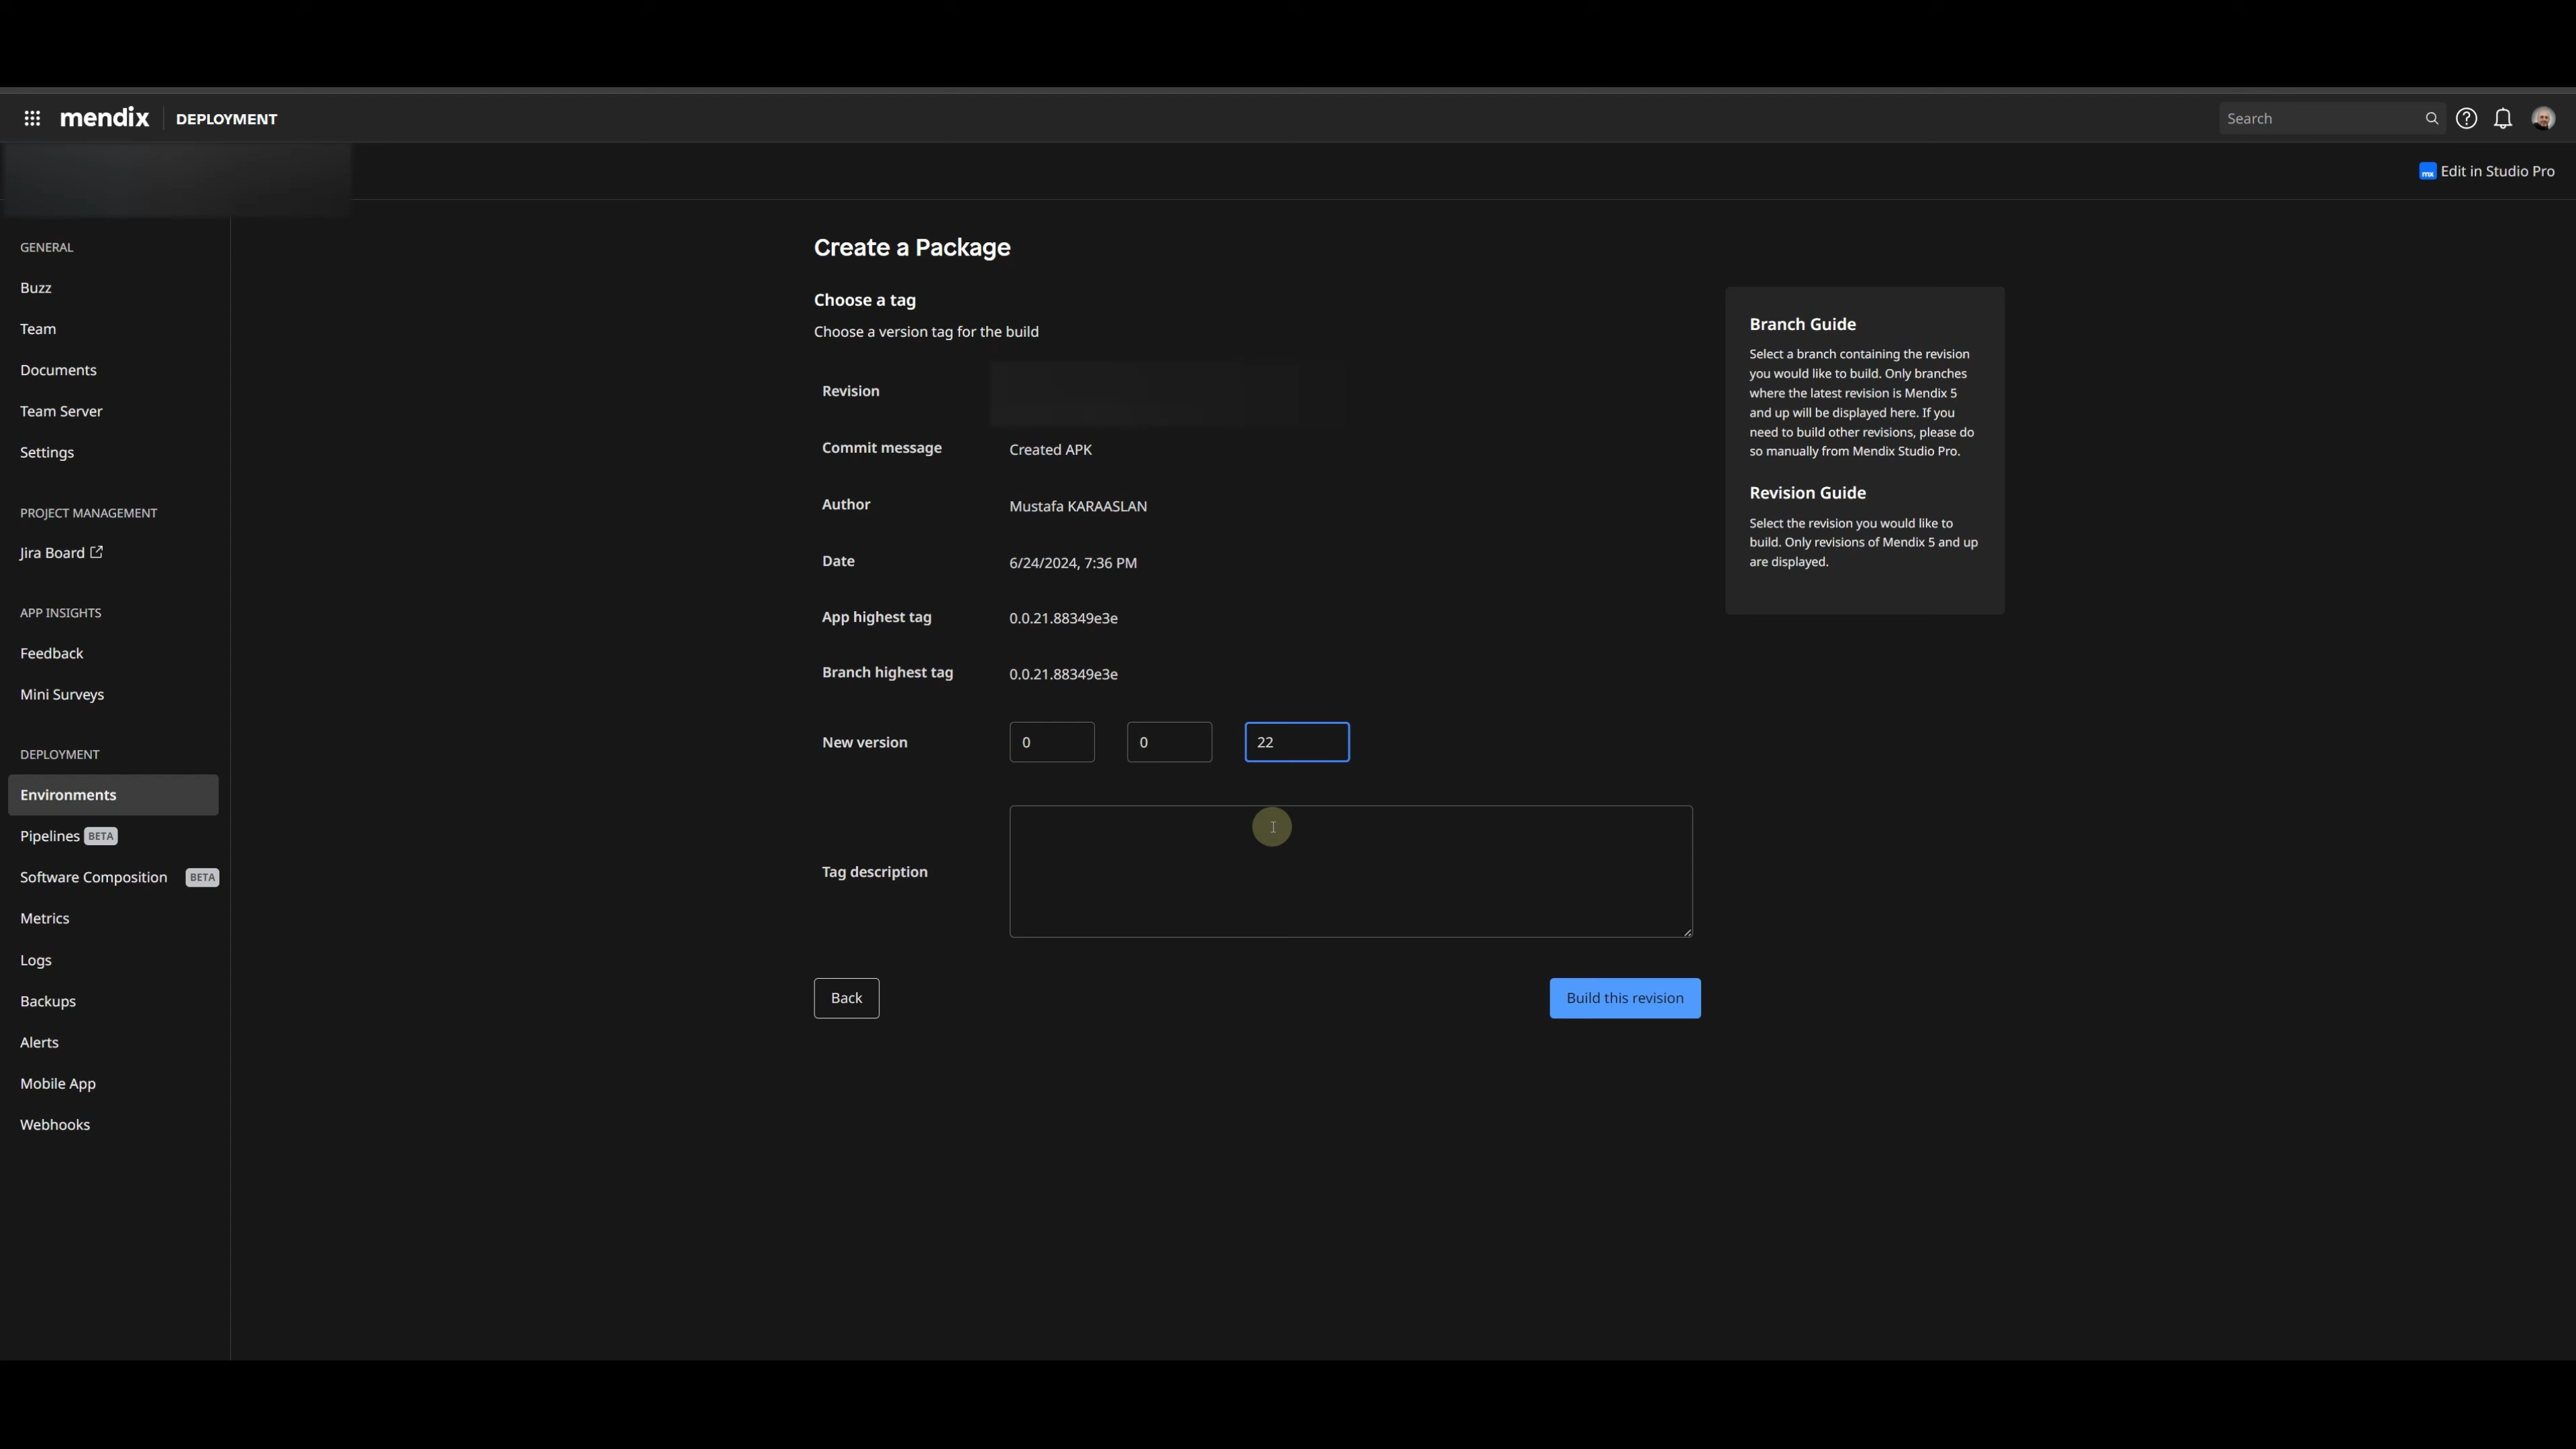 mendix DEPLOYMENT
Search
Edit in Studio Pro
GENERAL
Buzz
Team
Documents
Team Server
Settings
PROJECT MANAGEMENT
Jira Board
APP INSIGHTS
Feedback
Mini Surveys
DEPLOYMENT
Environments
Pipelines BETA
Software Composition BETA
Metrics
Logs
Backups
Alerts
Mobile App
Webhooks
Create a Package
Choose a tag
Choose a version tag for the build
Revision
Commit message Created APK
Author Mustafa KARAASLAN
Date 6/24/2024, 7:36 PM
App highest tag 0.0.21.88349e3e
Branch highest tag 0.0.21.88349e3e
New version 0 0 22
Tag description
Back Build this revision
Branch Guide
Select a branch containing the revision
you would like to build. Only branches
where the latest revision is Mendix 5
and up will be displayed here. If you
need to build other revisions, please do
so manually from Mendix Studio Pro.
Revision Guide
Select the revision you would like to
build. Only revisions of Mendix 5 and up
are displayed.